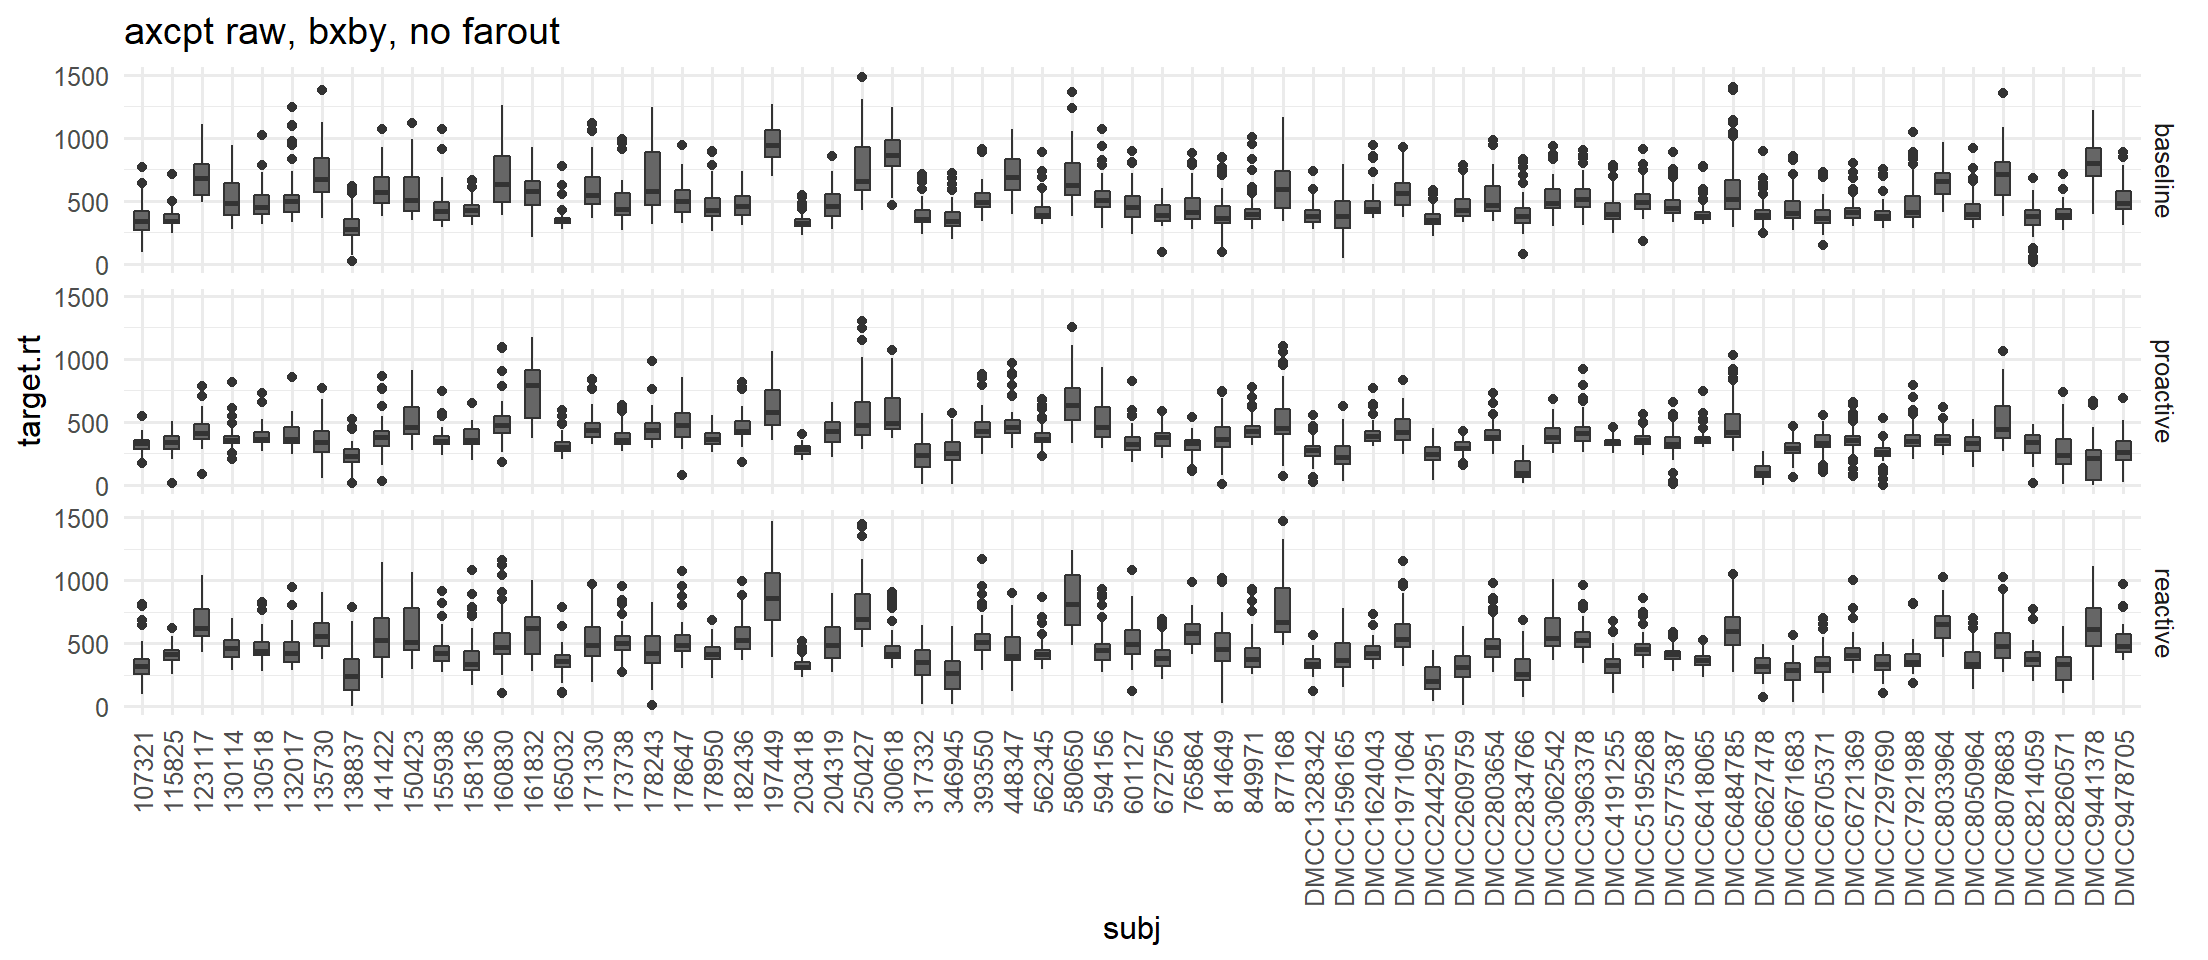 axcpt raw, bxby, no farout
target.rt
1500
1000
500
0
baseline
1500
1000
500
0
proactive
1500
1000
500
0
reactive
107321
115825
123117
130114
130518
132017
135730
138837
141422
150423
155938
158136
160830
161832
165032
171330
173738
178243
178647
178950
182436
197449
203418
204319
250427
300618
317332
346945
393550
448347
562345
580650
594156
601127
672756
765864
814649
849971
877168
DMCC1328342
DMCC1596165
DMCC1624043
DMCC1971064
DMCC2442951
DMCC2609759
DMCC2803654
DMCC2834766
DMCC3062542
DMCC3963378
DMCC4191255
DMCC5195268
DMCC5775387
DMCC6418065
DMCC6484785
DMCC6627478
DMCC6671683
DMCC6705371
DMCC6721369
DMCC7297690
DMCC7921988
DMCC8033964
DMCC8050964
DMCC8078683
DMCC8214059
DMCC8260571
DMCC9441378
DMCC9478705
subj